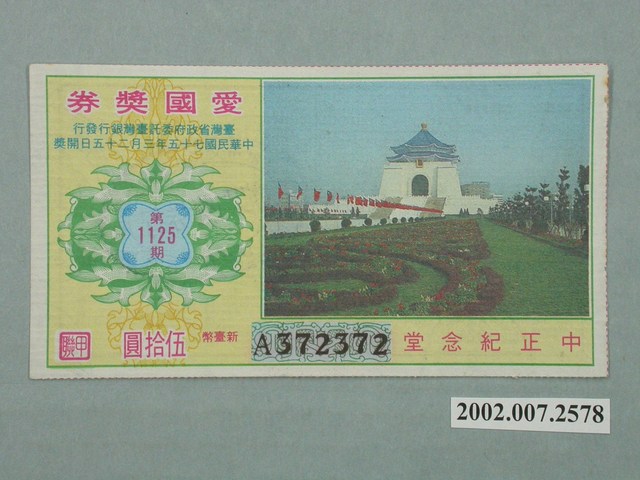 愛國獎券
臺灣省政府委託臺灣銀行發行
中華民國七十五年三月二十五日開獎
第
1125
期
甲聯
新臺幣
伍拾圓
A372372
中正紀念堂
2002.007.2578